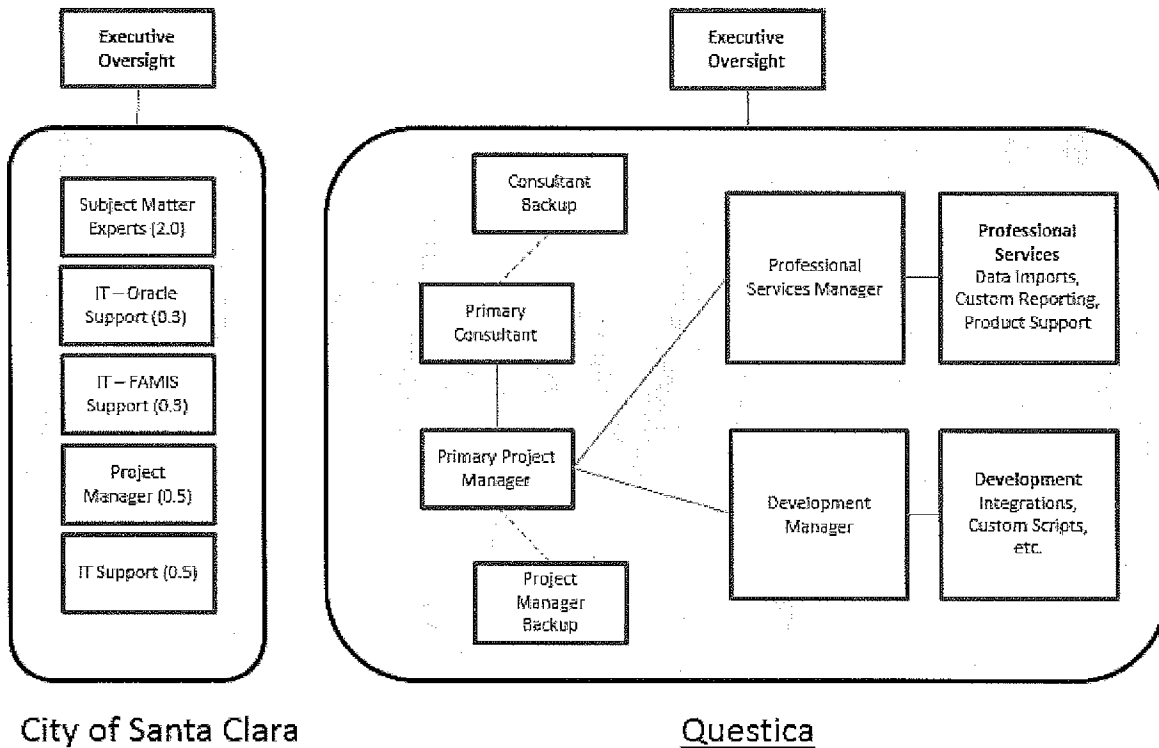 Executive
Oversight
Subject Matter
Experts (2.0)
IT – Oracle
Support (0.3)
IT – FAMIS
Support (0.3)
Project
Manager (0.5)
IT Support (0.5)
City of Santa Clara
Executive
Oversight
Consultant
Backup
Primary
Consultant
Primary Project
Manager
Project
Manager
Backup
Professional
Services Manager
Professional
Services
Data Imports,
Custom Reporting,
Product Support
Development
Manager
Development
Integrations,
Custom Scripts,
etc.
Questica